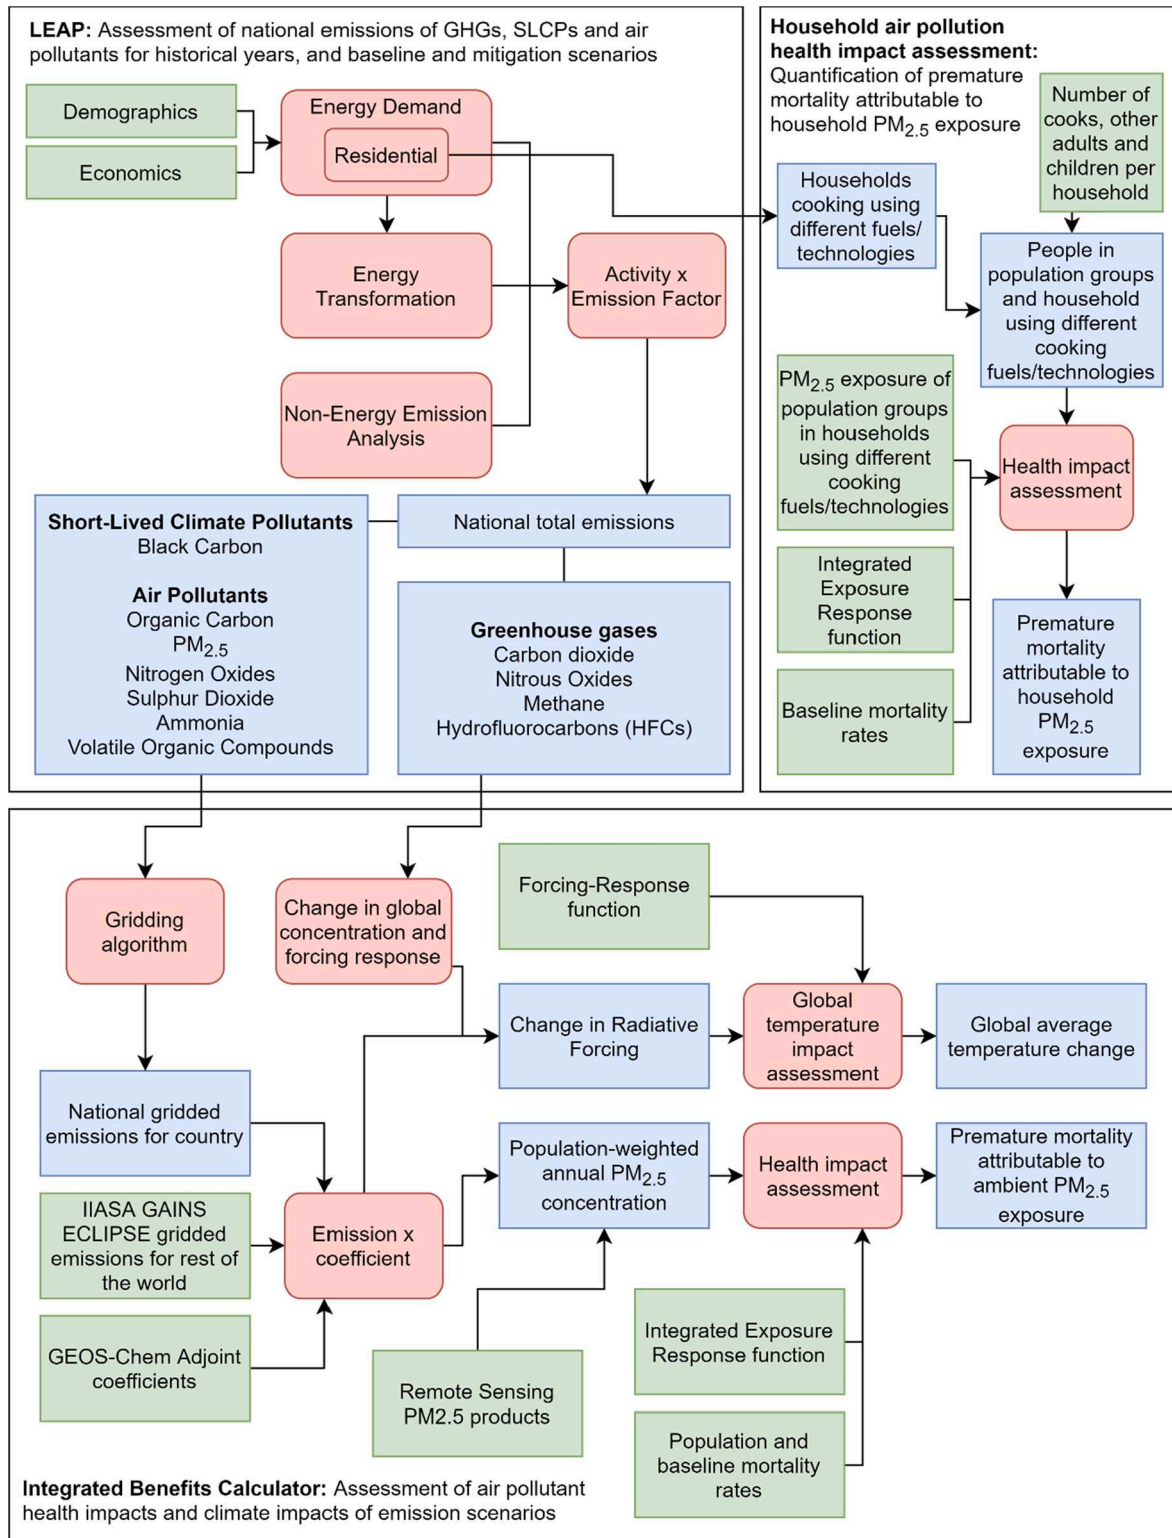 LEAP: Assessment of national emissions of GHGs, SLCPs and air
pollutants for historical years, and baseline and mitigation scenarios
Demographics
Economics
Energy Demand
Residential
Energy
Transformation
Activity x
Emission Factor
Non-Energy Emission
Analysis
National total emissions
Short-Lived Climate Pollutants
Black Carbon
Air Pollutants
Organic Carbon
PM2.5
Nitrogen Oxides
Sulphur Dioxide
Ammonia
Volatile Organic Compounds
Greenhouse gases
Carbon dioxide
Nitrous Oxides
Methane
Hydrofluorocarbons (HFCs)
Household air pollution
health impact assessment:
Quantification of premature
mortality attributable to
household PM2.5 exposure
Number of
cooks, other
adults and
children per
household
Households
cooking using
different fuels/
technologies
People in
population groups
and household
using different
cooking
fuels/technologies
PM2.5 exposure of
population groups
in households
using different
cooking
fuels/technologies
Health impact
assessment
Integrated
Exposure
Response
function
Baseline mortality
rates
Premature
mortality
attributable to
household
PM2.5
exposure
Gridding
algorithm
Change in global
concentration and
forcing response
Forcing-Response
function
Change in Radiative
Forcing
Global
temperature
impact
assessment
Global average
temperature change
National gridded
emissions for country
Population-weighted
annual PM2.5
concentration
Health impact
assessment
Premature mortality
attributable to
ambient PM2.5
exposure
IIASA GAINS
ECLIPSE gridded
emissions for rest of
the world
Emission x
coefficient
GEOS-Chem Adjoint
coefficients
Remote Sensing
PM2.5 products
Integrated Exposure
Response function
Population and
baseline mortality
rates
Integrated Benefits Calculator: Assessment of air pollutant
health impacts and climate impacts of emission scenarios